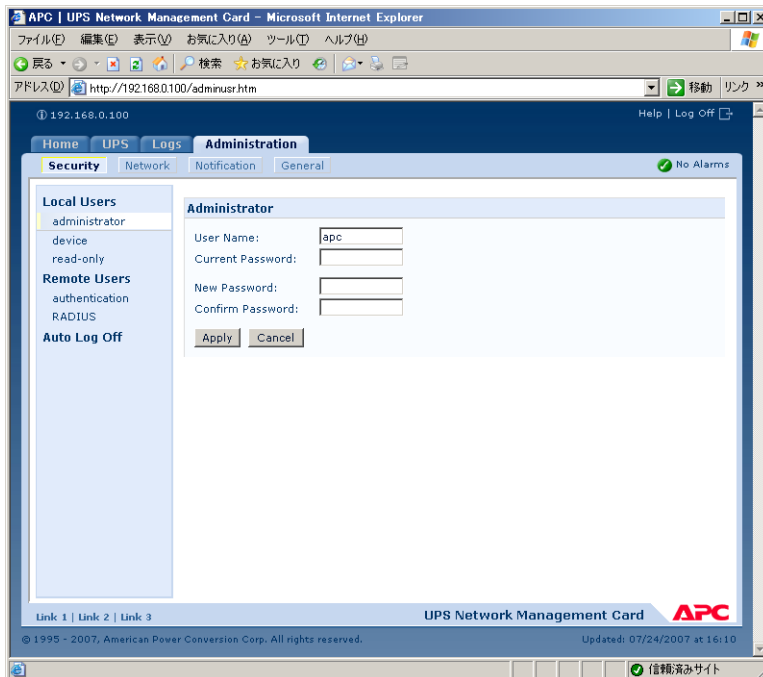 APC | UPS Network Management Card - Microsoft Internet Explorer
ファイル(F) 編集(E) 表示(V) お気に入り(A) ツール(T) ヘルプ(H)
戻る 検索 お気に入り
アドレス(D) http://192.168.0.100/adminusr.htm 移動 リンク »
192.168.0.100 Help | Log Off
Home UPS Logs Administration
Security Network Notification General No Alarms
Local Users
administrator
device
read-only
Remote Users
authentication
RADIUS
Auto Log Off
Administrator
User Name: apc
Current Password:
New Password:
Confirm Password:
Apply Cancel
Link 1 | Link 2 | Link 3 UPS Network Management Card APC
© 1995 - 2007, American Power Conversion Corp. All rights reserved. Updated: 07/24/2007 at 16:10
信頼済みサイト